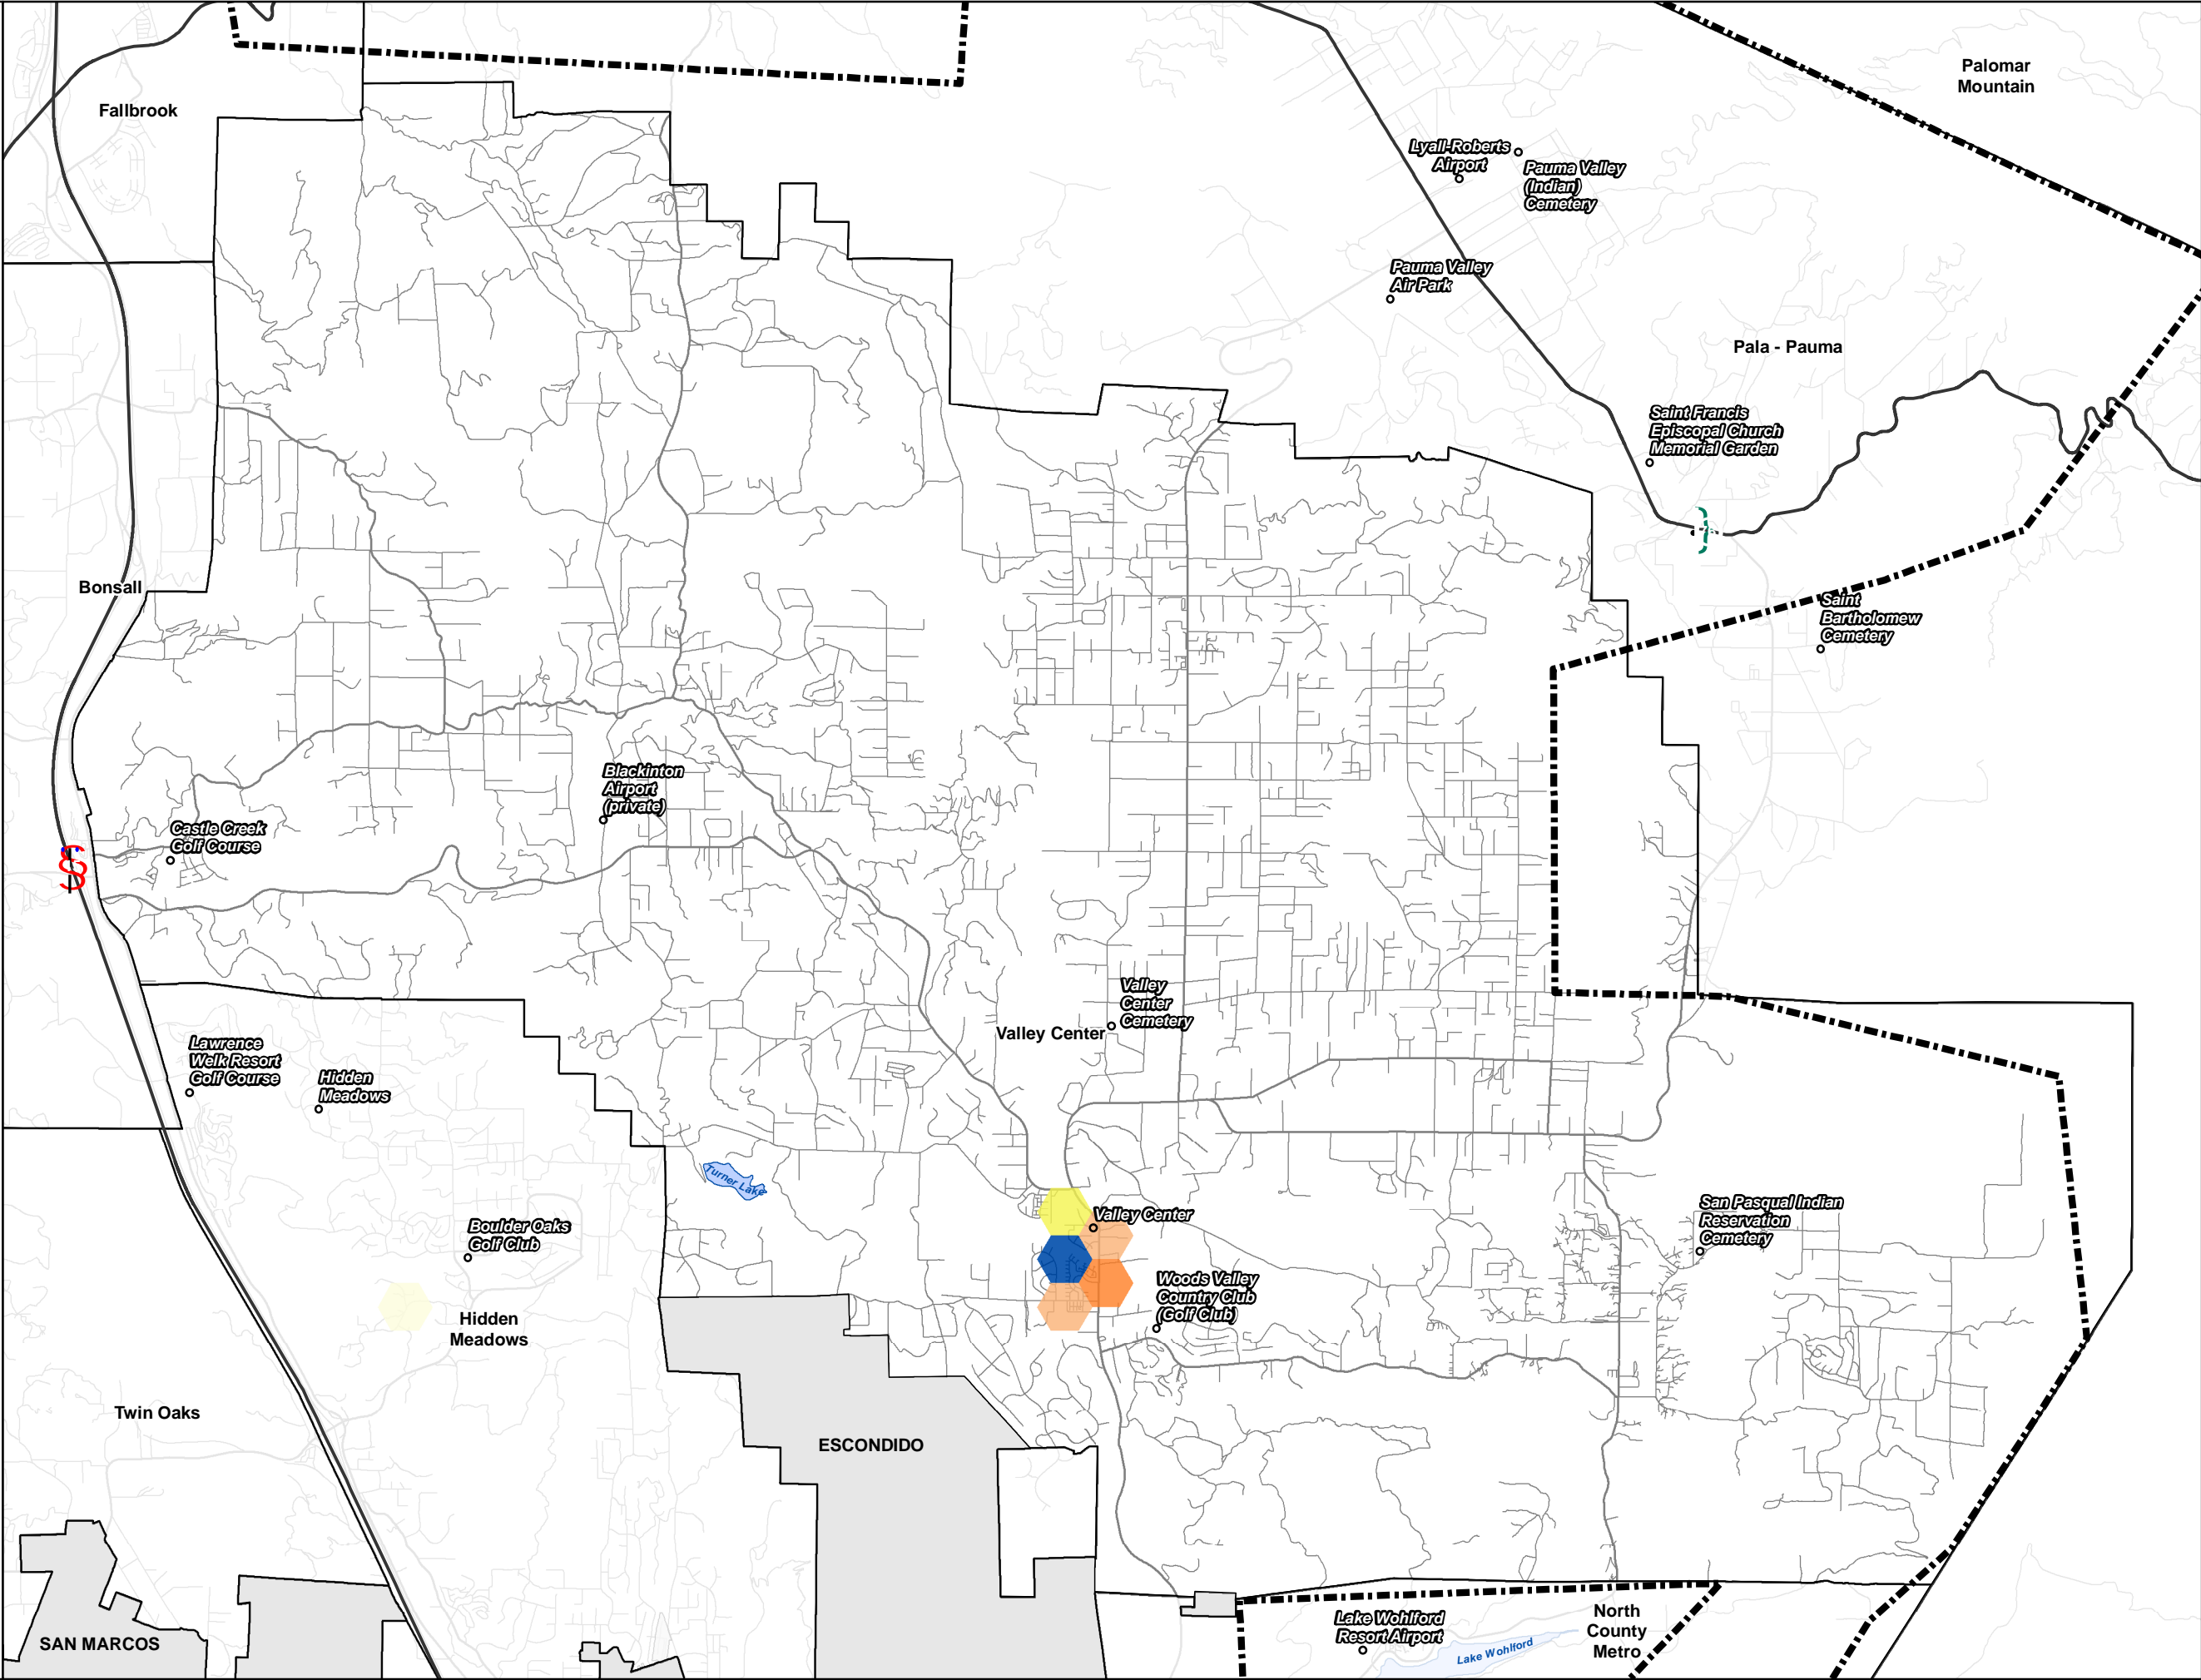 Palomar
Mountain
Fallbrook
Lyall-Roberts
Airport
Pauma Valley
(Indian)
Cemetery
Pauma Valley
Air Park
Pala - Pauma
Saint Francis
Episcopal Church
Memorial Garden
Bonsall
Saint
Bartholomew
Cemetery
Blackinton
Airport
(private)
Castle Creek
Golf Course
Valley
Center
Cemetery
Valley Center
Lawrence
Welk Resort
Golf Course
Hidden
Meadows
Turner Lake
Valley Center
San Pasqual Indian
Reservation
Cemetery
Boulder Oaks
Golf Club
Woods Valley
Country Club
(Golf Club)
Hidden
Meadows
Twin Oaks
ESCONDIDO
SAN MARCOS
Lake Wohlford
Resort Airport
Lake Wohlford
North
County
Metro